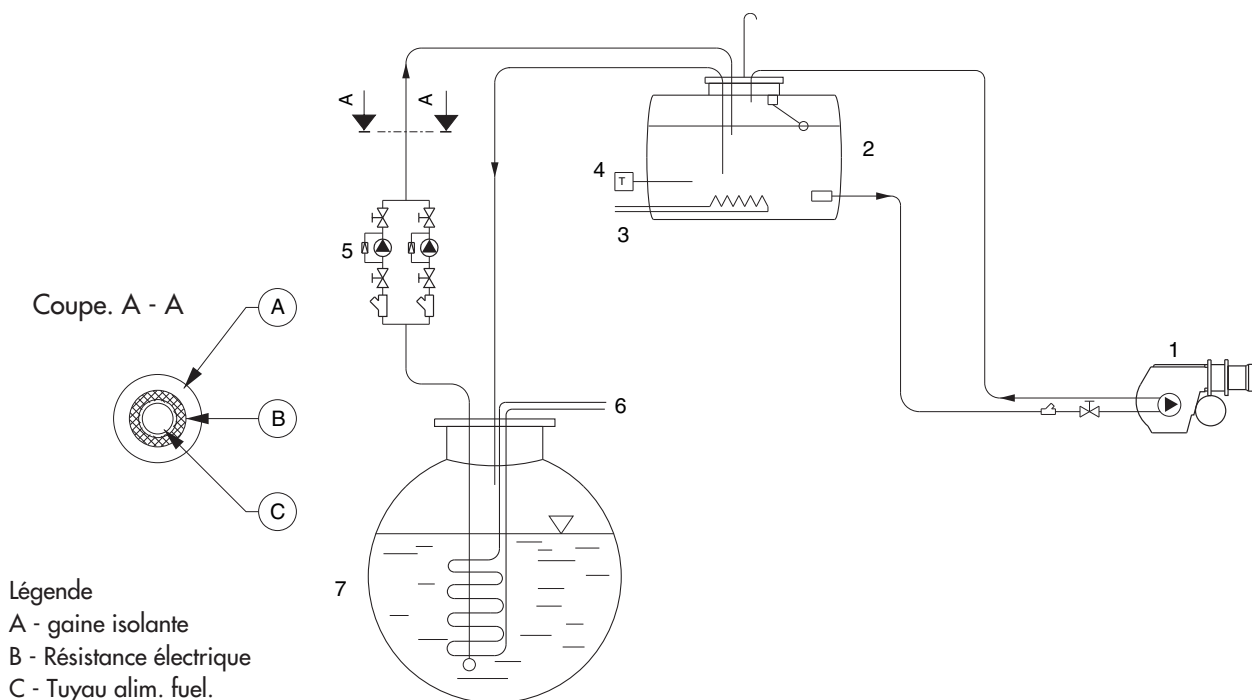 A
A
2
4
T
3
5
Coupe. A - A
A
1
B
6
C
7
Légende
A - gaine isolante
B - Résistance électrique
C - Tuyau alim. fuel.